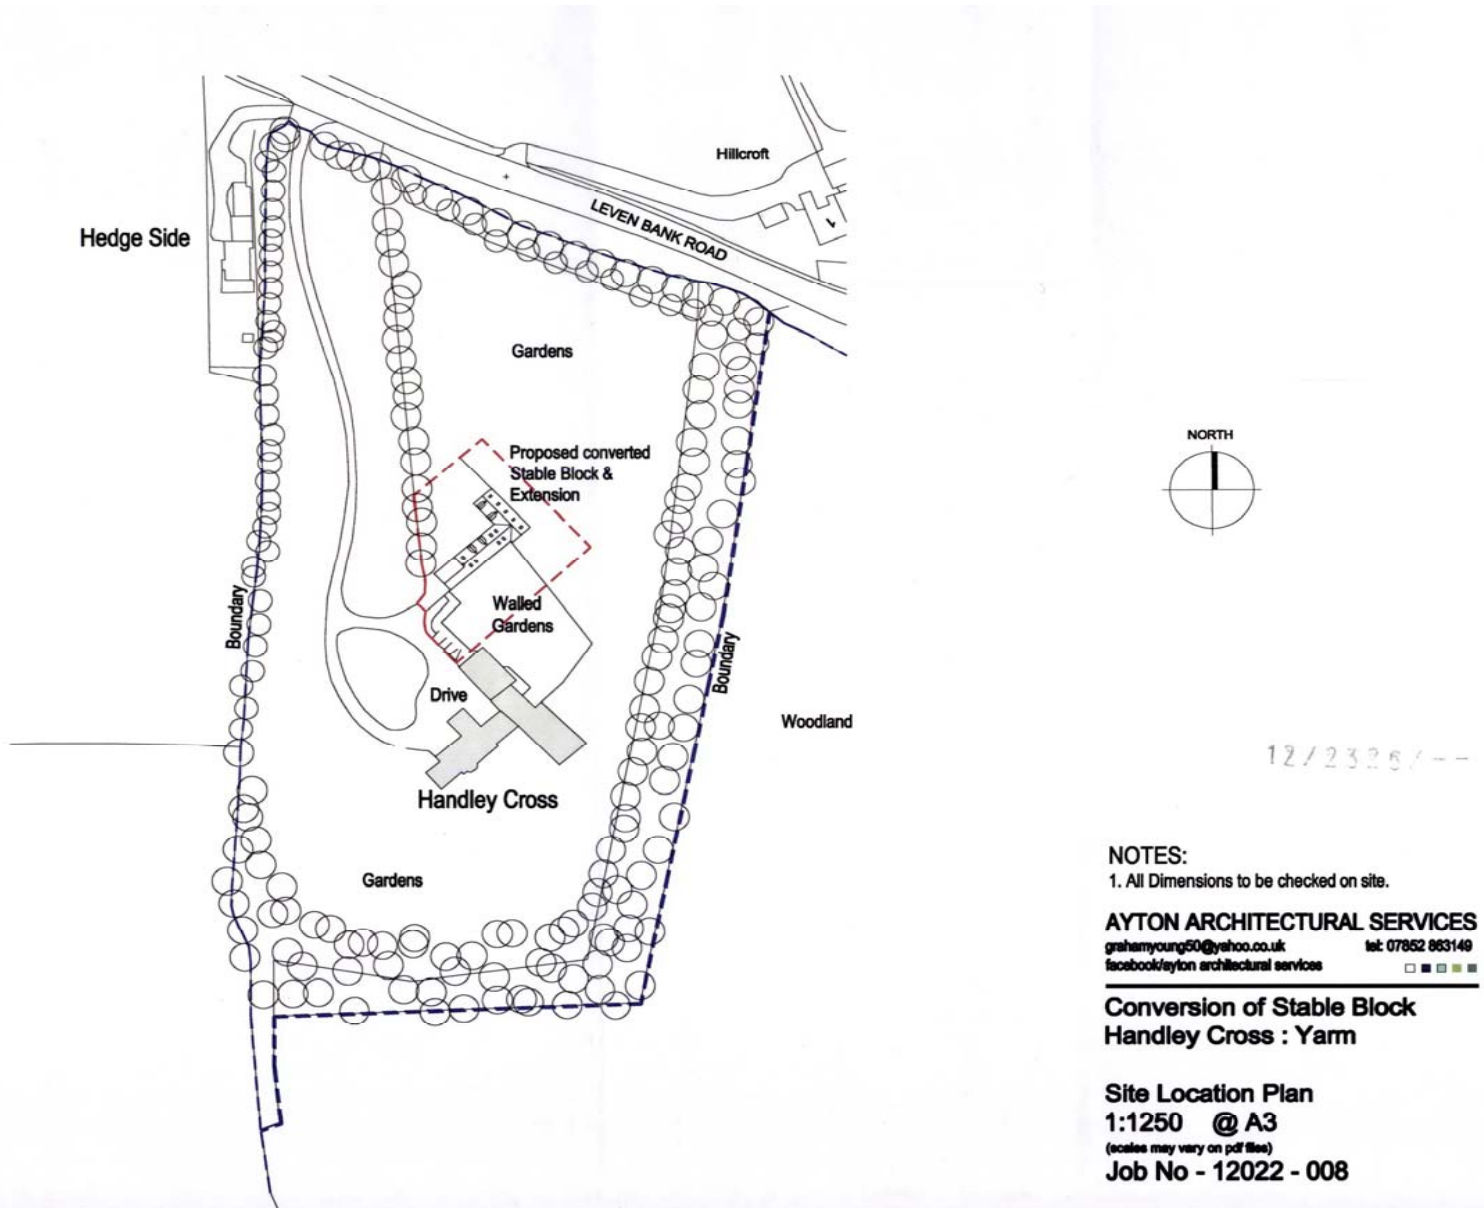 Hillcroft
LEVEN BANK ROAD
1
Hedge Side
Gardens
NORTH
Proposed converted
Stable Block &
Extension
Boundary
Walled
Gardens
Boundary
Drive
Woodland
Handley Cross
Gardens
NOTES:
1. All Dimensions to be checked on site.
AYTON ARCHITECTURAL SERVICES
grahamyoung50@yahoo.co.uk tel: 07852 863149
facebook/ayton architectural services
Conversion of Stable Block
Handley Cross : Yarm
Site Location Plan
1:1250 @ A3
(scales may vary on pdf files)
Job No - 12022 - 008